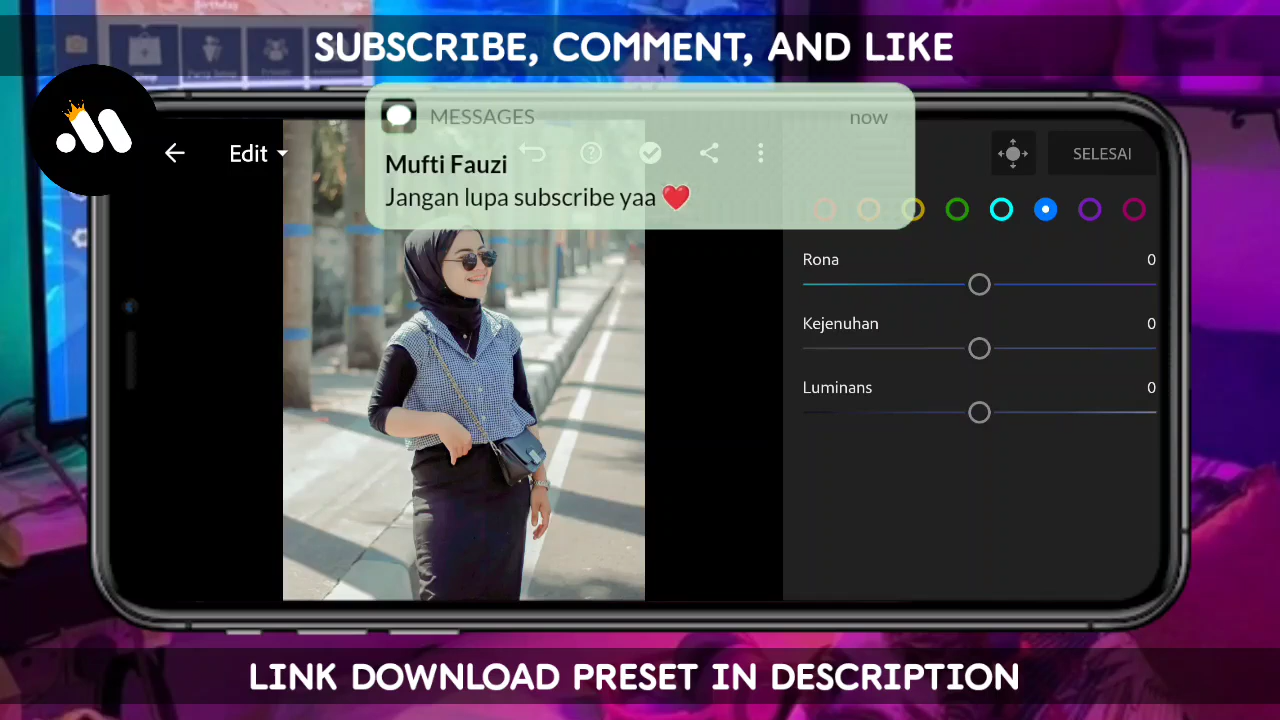 Birthday
SUBSCRIBE, COMMENT, AND LIKE
MESSAGES
now
Mufti Fauzi
Jangan lupa subscribe yaa ❤️
Edit
SELESAI
Rona
0
Kejenuhan
0
Luminans
0
LINK DOWNLOAD PRESET IN DESCRIPTION